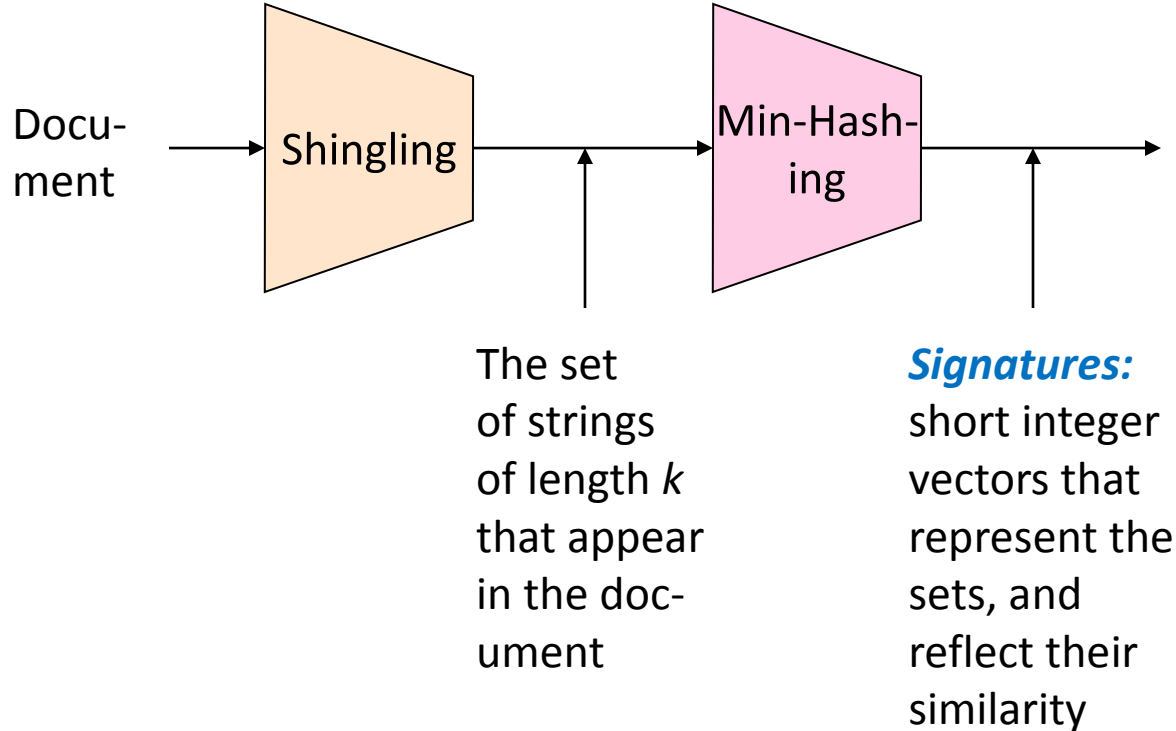 Docu-
ment
Shingling
Min-Hash-
ing
The set
of strings
of length k
that appear
in the doc-
ument
Signatures:
short integer
vectors that
represent the
sets, and
reflect their
similarity